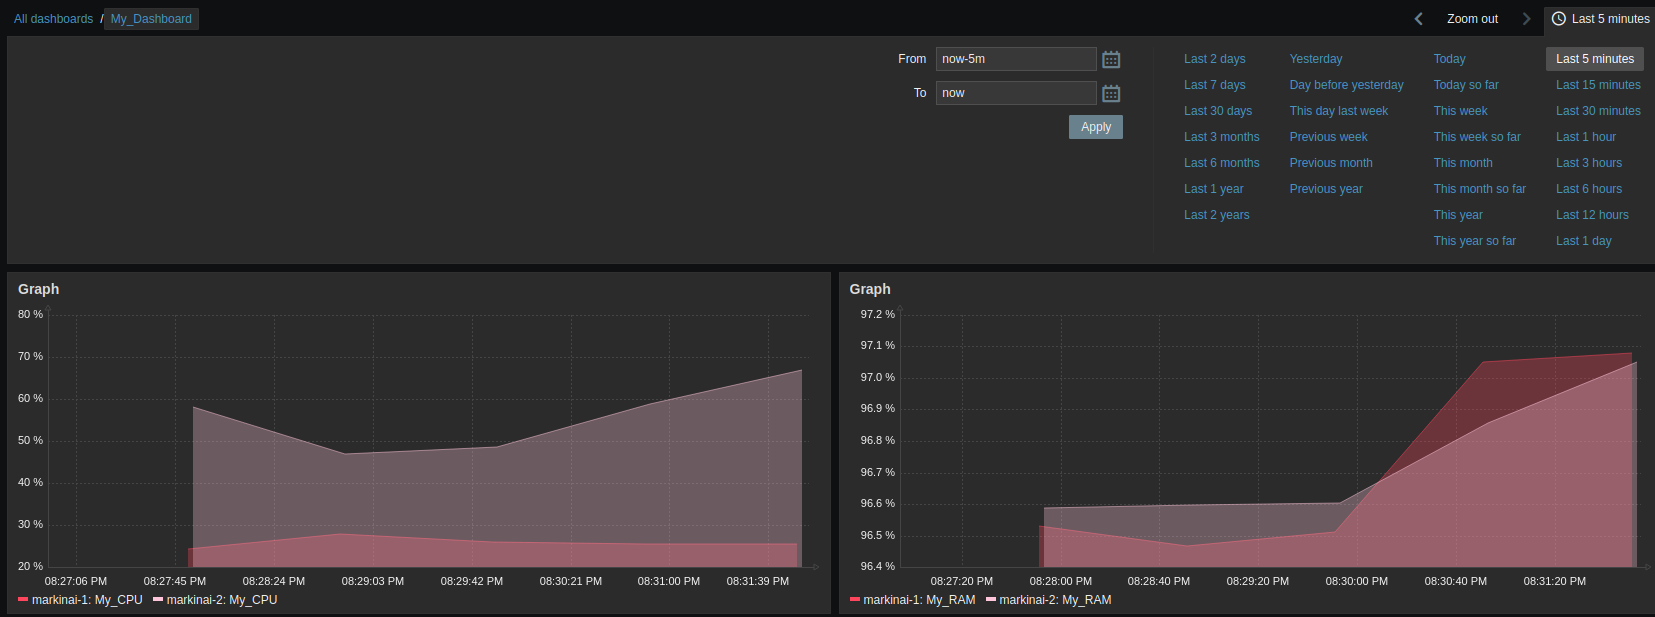 All dashboards / My_Dashboard
Zoom out
Last 5 minutes
From now-5m
To now
Apply
Last 2 days Yesterday Today Last 5 minutes
Last 7 days Day before yesterday Today so far Last 15 minutes
Last 30 days This day last week This week Last 30 minutes
Last 3 months Previous week This week so far Last 1 hour
Last 6 months Previous month This month Last 3 hours
Last 1 year Previous year This month so far Last 6 hours
Last 2 years This year Last 12 hours
This year so far Last 1 day
Graph
80 %
70 %
60 %
50 %
40 %
30 %
20 %
08:27:06 PM 08:27:45 PM 08:28:24 PM 08:29:03 PM 08:29:42 PM 08:30:21 PM 08:31:00 PM 08:31:39 PM
markinai-1: My_CPU markinai-2: My_CPU
Graph
97.2 %
97.1 %
97.0 %
96.9 %
96.8 %
96.7 %
96.6 %
96.5 %
96.4 %
08:27:20 PM 08:28:00 PM 08:28:40 PM 08:29:20 PM 08:30:00 PM 08:30:40 PM 08:31:20 PM
markinai-1: My_RAM markinai-2: My_RAM